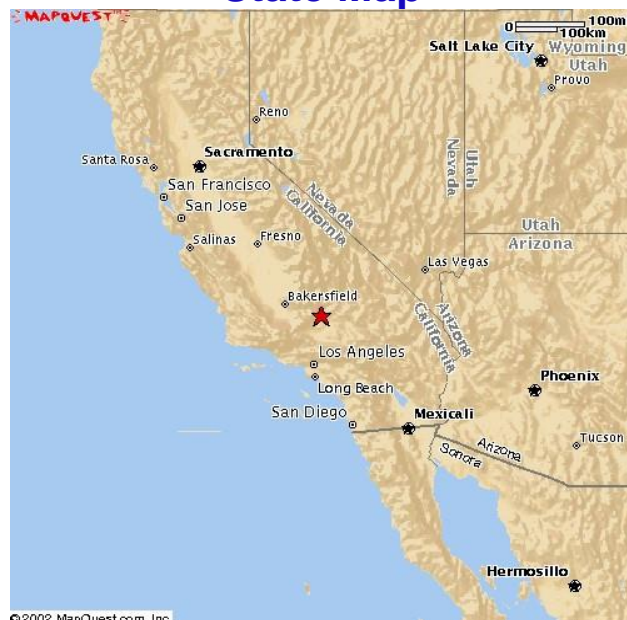 State Map
MAPQUEST
0 100m
100km
Salt Lake City
Wyoming
Utah
Provo
Reno
Sacramento
Santa Rosa
San Francisco
San Jose
Salinas
Fresno
Nevada
California
Utah
Nevada
Utah
Arizona
Las Vegas
Bakersfield
Arizona
California
Los Angeles
Long Beach
Phoenix
San Diego
Mexicali
Tucson
Arizona
Sonora
Hermosillo
©2002 MapQuest.com, Inc.